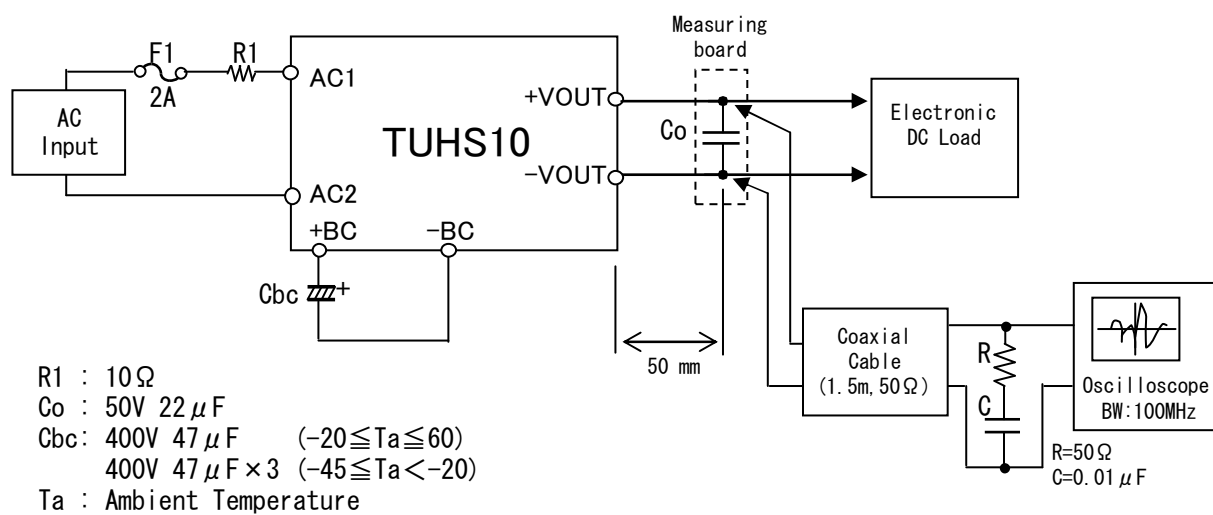 Measuring
board
F1
R1
2A
AC1
AC
Input
+VOUT
Co
Electronic
DC Load
TUHS10
-VOUT
AC2
+BC
-BC
Cbc
+
50 mm
Coaxial
Cable
(1.5m,50Ω)
R
C
Oscilloscope
BW:100MHz
R=50Ω
C=0.01μF
R1 : 10Ω
Co : 50V 22μF
Cbc: 400V 47μF (-20≦Ta≦60)
400V 47μF×3 (-45≦Ta<-20)
Ta : Ambient Temperature